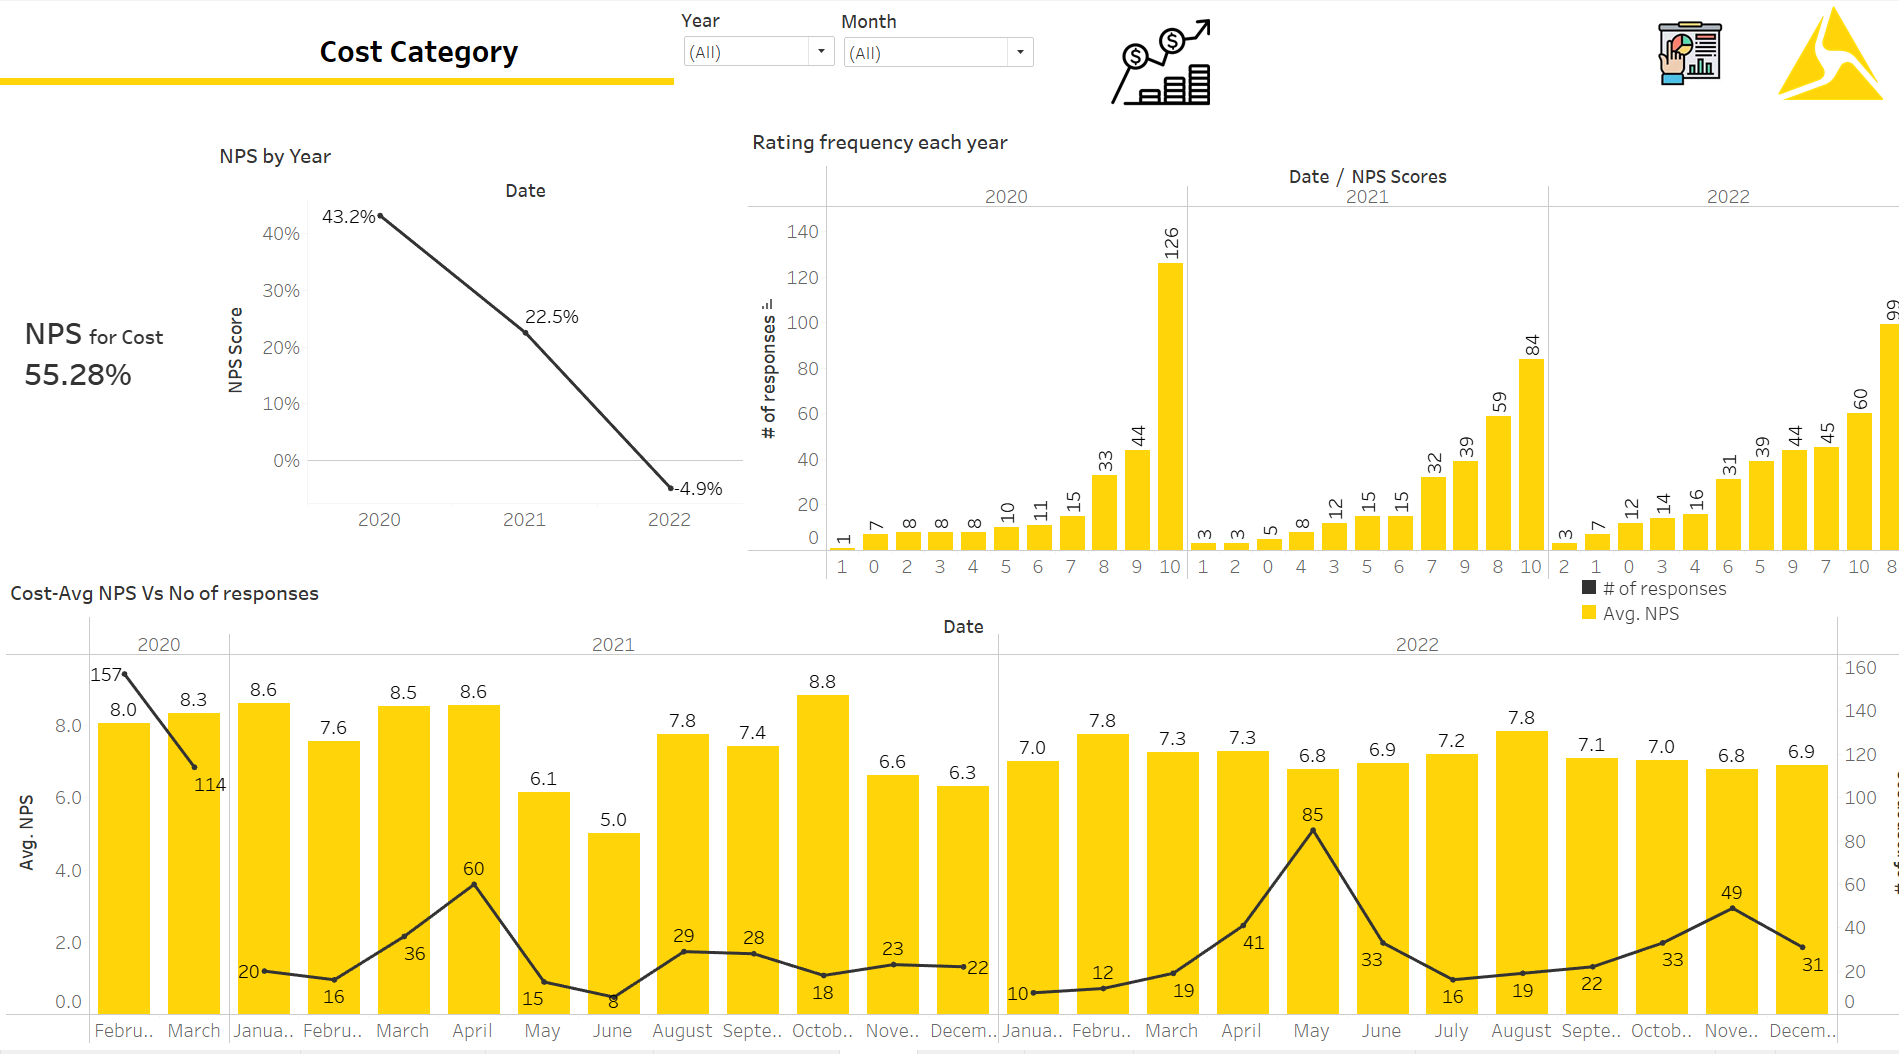 Cost Category
Year
(All)
Month
(All)
NPS for Cost
55.28%
NPS by Year
Date
NPS Score
40%
30%
20%
10%
0%
43.2%
22.5%
-4.9%
2020 2021 2022
Rating frequency each year
Date / NPS Scores
2020 2021 2022
# of responses
140
120
100
80
60
40
20
0
1 7 8 8 8 10 11 15 33 44 126
3 3 5 8 12 15 15 32 39 59 84
3 7 12 14 16 31 39 44 45 60 99
1 0 2 3 4 5 6 7 8 9 10
1 2 0 4 3 5 6 7 9 8 10
2 1 0 3 4 6 5 9 7 10 8
# of responses
Avg. NPS
Cost-Avg NPS Vs No of responses
Date
2020 2021 2022
Avg. NPS
8.0
6.0
4.0
2.0
0.0
8.0 8.3 8.6 7.6 8.5 8.6 6.1 5.0 7.8 7.4 8.8 6.6 6.3 7.0 7.8 7.3 7.3 6.8 6.9 7.2 7.8 7.1 7.0 6.8 6.9
157 114 20 16 36 60 15 8 29 28 18 23 22 10 12 19 41 85 33 16 19 22 33 49 31
160
140
120
100
80
60
40
20
0
Febru.. March Janua.. Febru.. March April May June August Septe.. Octob.. Nove.. Decem.. Janua.. Febru.. March April May June July August Septe.. Octob.. Nove.. Decem..